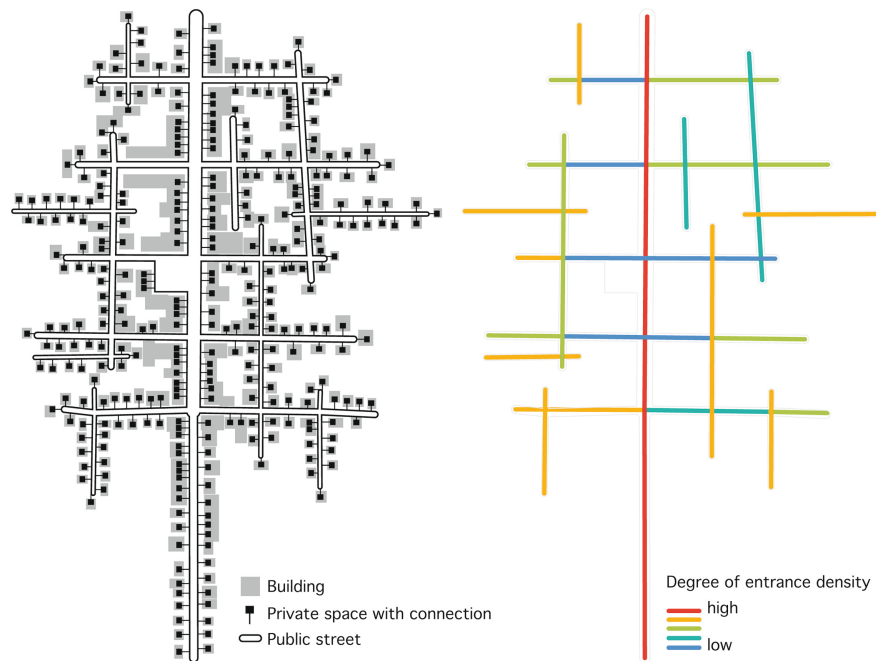 Building
Private space with connection
Public street
Degree of entrance density
high
low